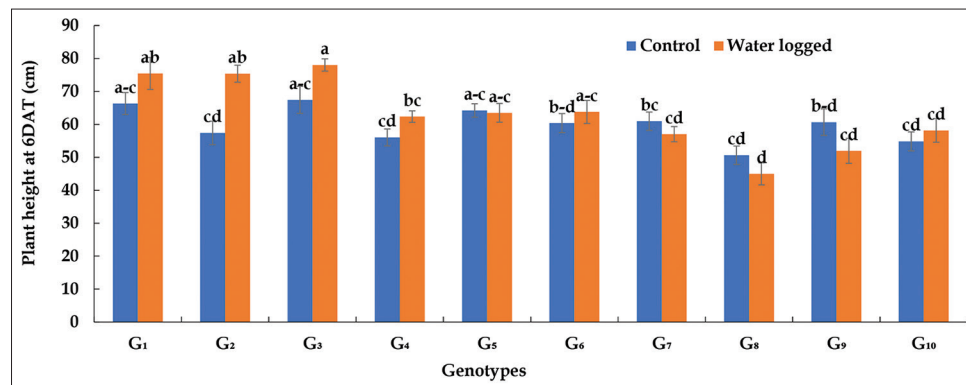 Plant height at 6DAT (cm)
90
80
70
60
50
40
30
20
10
0
Control
Water logged
a-c
ab
cd
ab
a-c
a
cd
bc
a-c
a-c
b-d
a-c
bc
cd
cd
d
b-d
cd
cd
cd
G₁
G₂
G₃
G₄
G₅
G₆
G₇
G₈
G₉
G₁₀
Genotypes